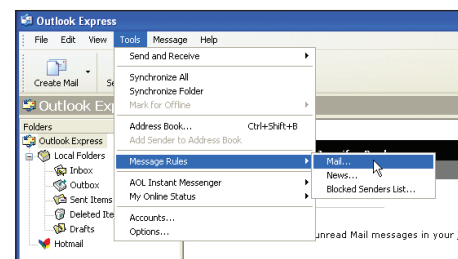 Outlook Express
File Edit View Tools Message Help
Create Mail
Outlook Ex
Folders
Outlook Express
Local Folders
Inbox
Outbox
Sent Items
Deleted Ite
Drafts
Hotmail
Send and Receive
Synchronize All
Synchronize Folder
Mark for Offline
Address Book... Ctrl+Shift+B
Add Sender to Address Book
Message Rules
AOL Instant Messenger
My Online Status
Accounts...
Options...
Mail...
News...
Blocked Senders List...
unread Mail messages in your